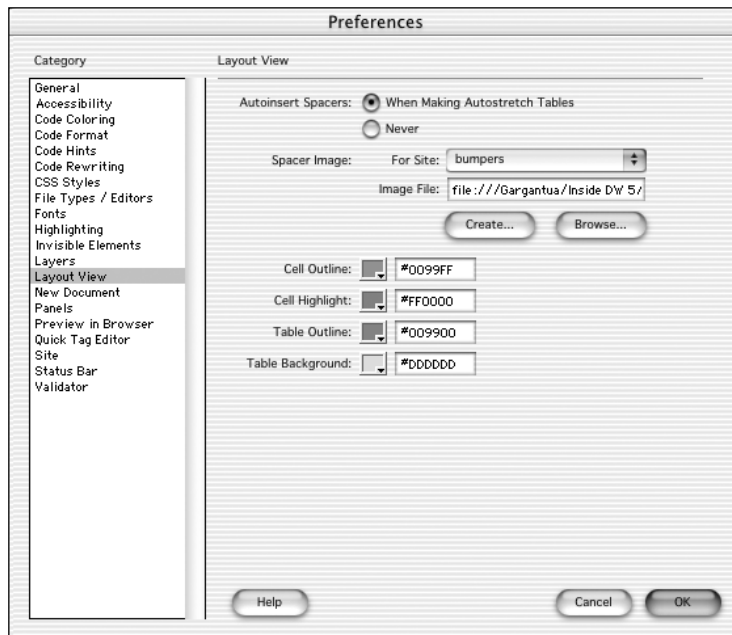 Preferences
Category
General
Accessibility
Code Coloring
Code Format
Code Hints
Code Rewriting
CSS Styles
File Types / Editors
Fonts
Highlighting
Invisible Elements
Layers
Layout View
New Document
Panels
Preview in Browser
Quick Tag Editor
Site
Status Bar
Validator
Layout View
Autoinsert Spacers: When Making Autostretch Tables
Never
Spacer Image: For Site: bumpers
Image File: file:///Gargantua/Inside DW 5/
Create... Browse...
Cell Outline: #0099FF
Cell Highlight: #FF0000
Table Outline: #009900
Table Background: #DDDDDD
Help Cancel OK